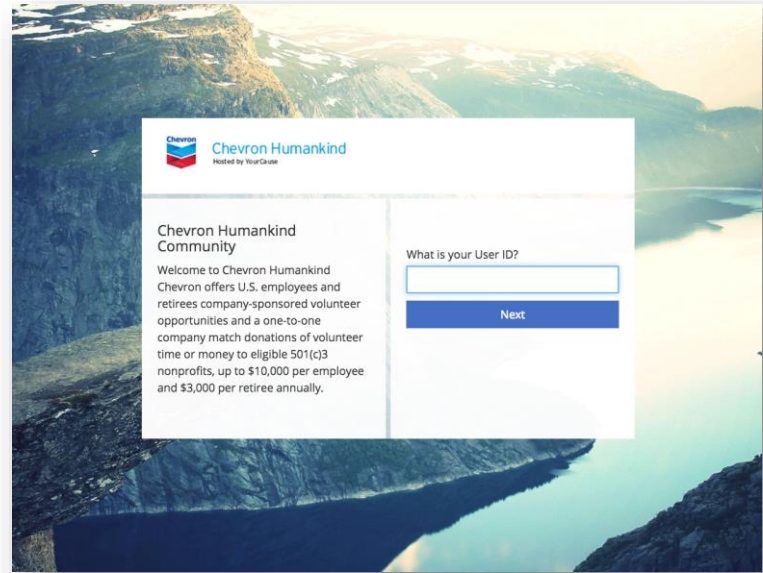 Chevron
Chevron Humankind
Hosted by YourCause
Chevron Humankind
Community
Welcome to Chevron Humankind
Chevron offers U.S. employees and
retirees company-sponsored volunteer
opportunities and a one-to-one
company match donations of volunteer
time or money to eligible 501(c)3
nonprofits, up to $10,000 per employee
and $3,000 per retiree annually.
What is your User ID?
Next